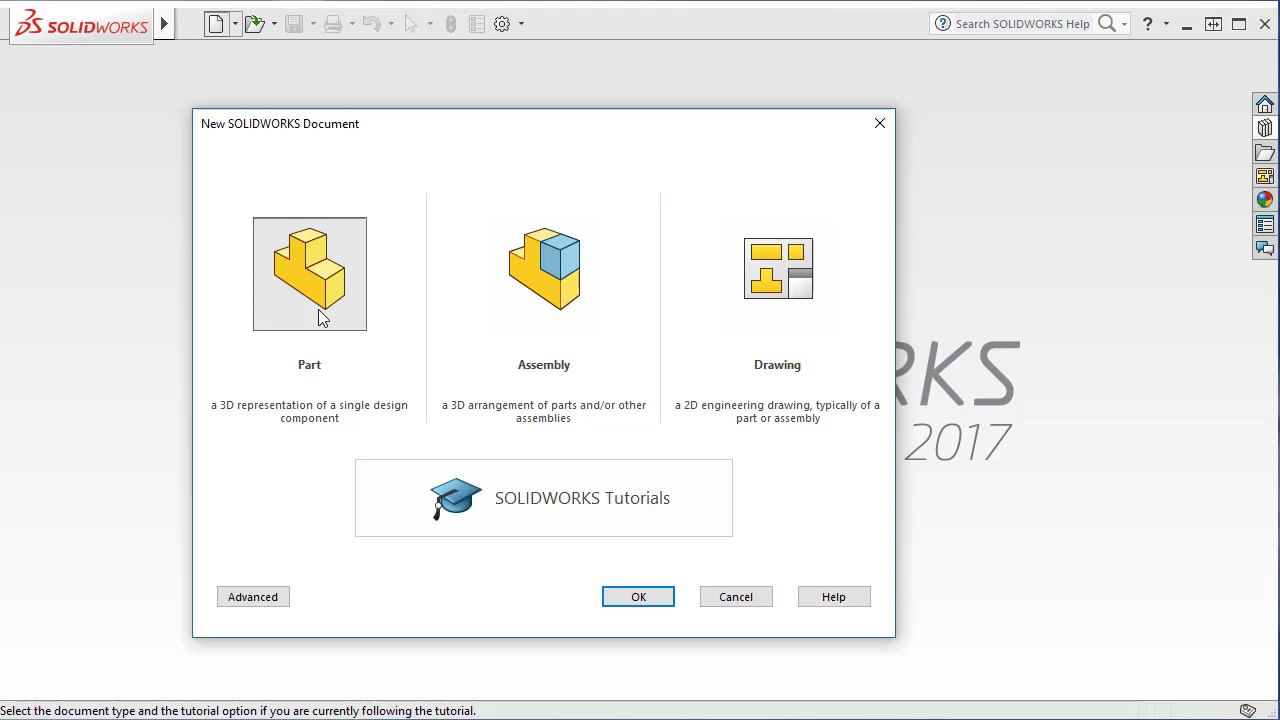 SOLIDWORKS
Search SOLIDWORKS Help
?
New SOLIDWORKS Document
Part
Assembly
Drawing
a 3D representation of a single design
component
a 3D arrangement of parts and/or other
assemblies
a 2D engineering drawing, typically of a
part or assembly
RKS
2017
SOLIDWORKS Tutorials
Advanced
OK
Cancel
Help
Select the document type and the tutorial option if you are currently following the tutorial.